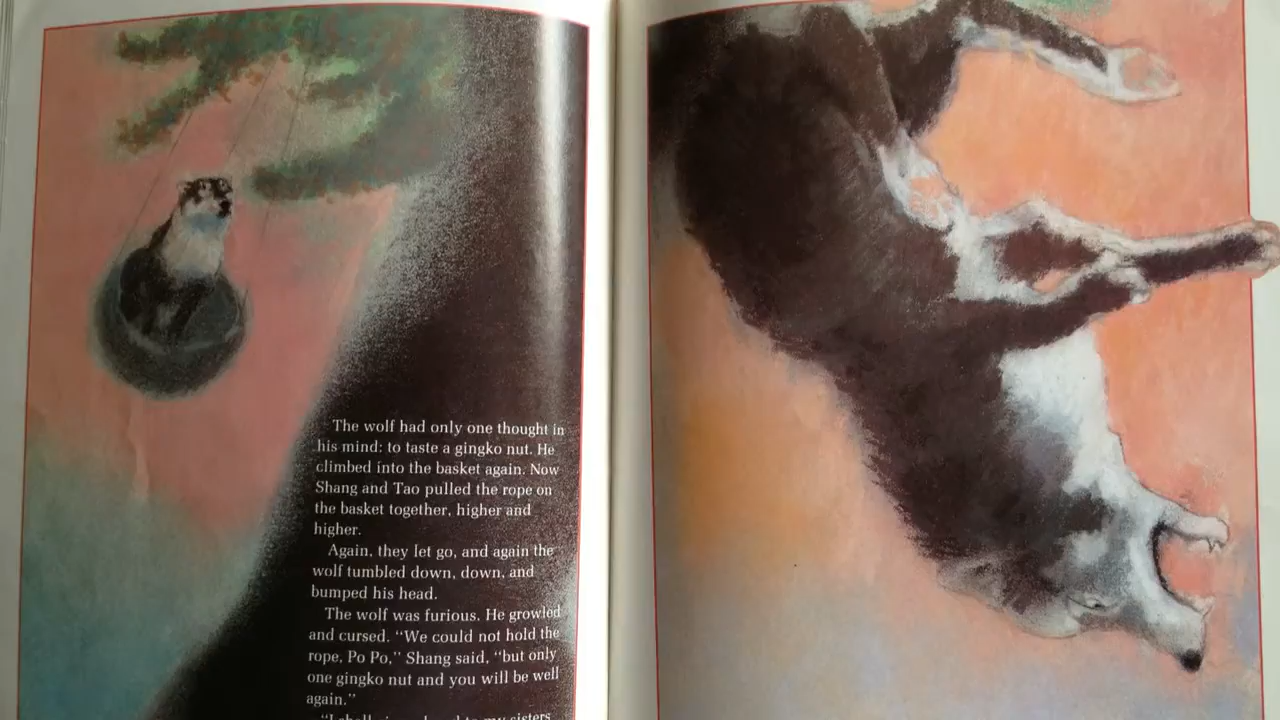 The wolf had only one thought in
his mind: to taste a gingko nut. He
climbed into the basket again. Now
Shang and Tao pulled the rope on
the basket together, higher and
higher.
Again, they let go, and again the
wolf tumbled down, down, and
bumped his head.
The wolf was furious. He growled
and cursed. “We could not hold the
rope, Po Po,” Shang said, “but only
one gingko nut and you will be well
again.”
my sisters